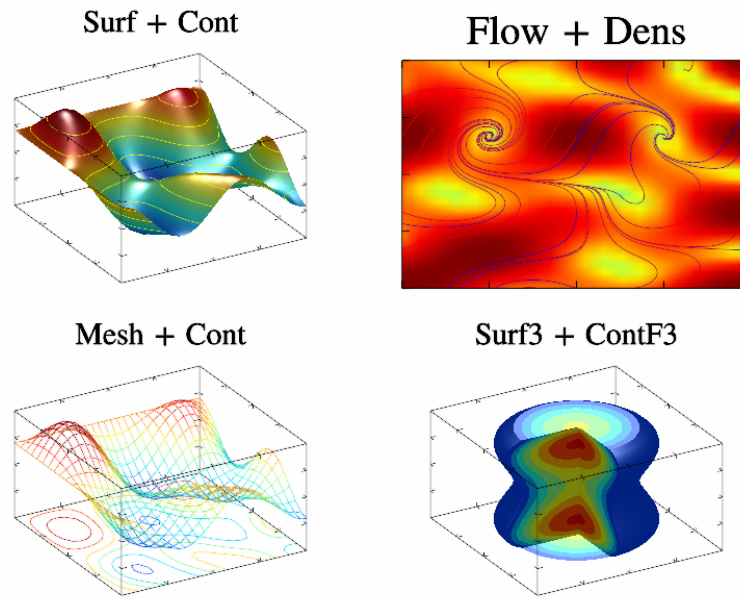 Surf + Cont
Flow + Dens
Mesh + Cont
Surf3 + ContF3